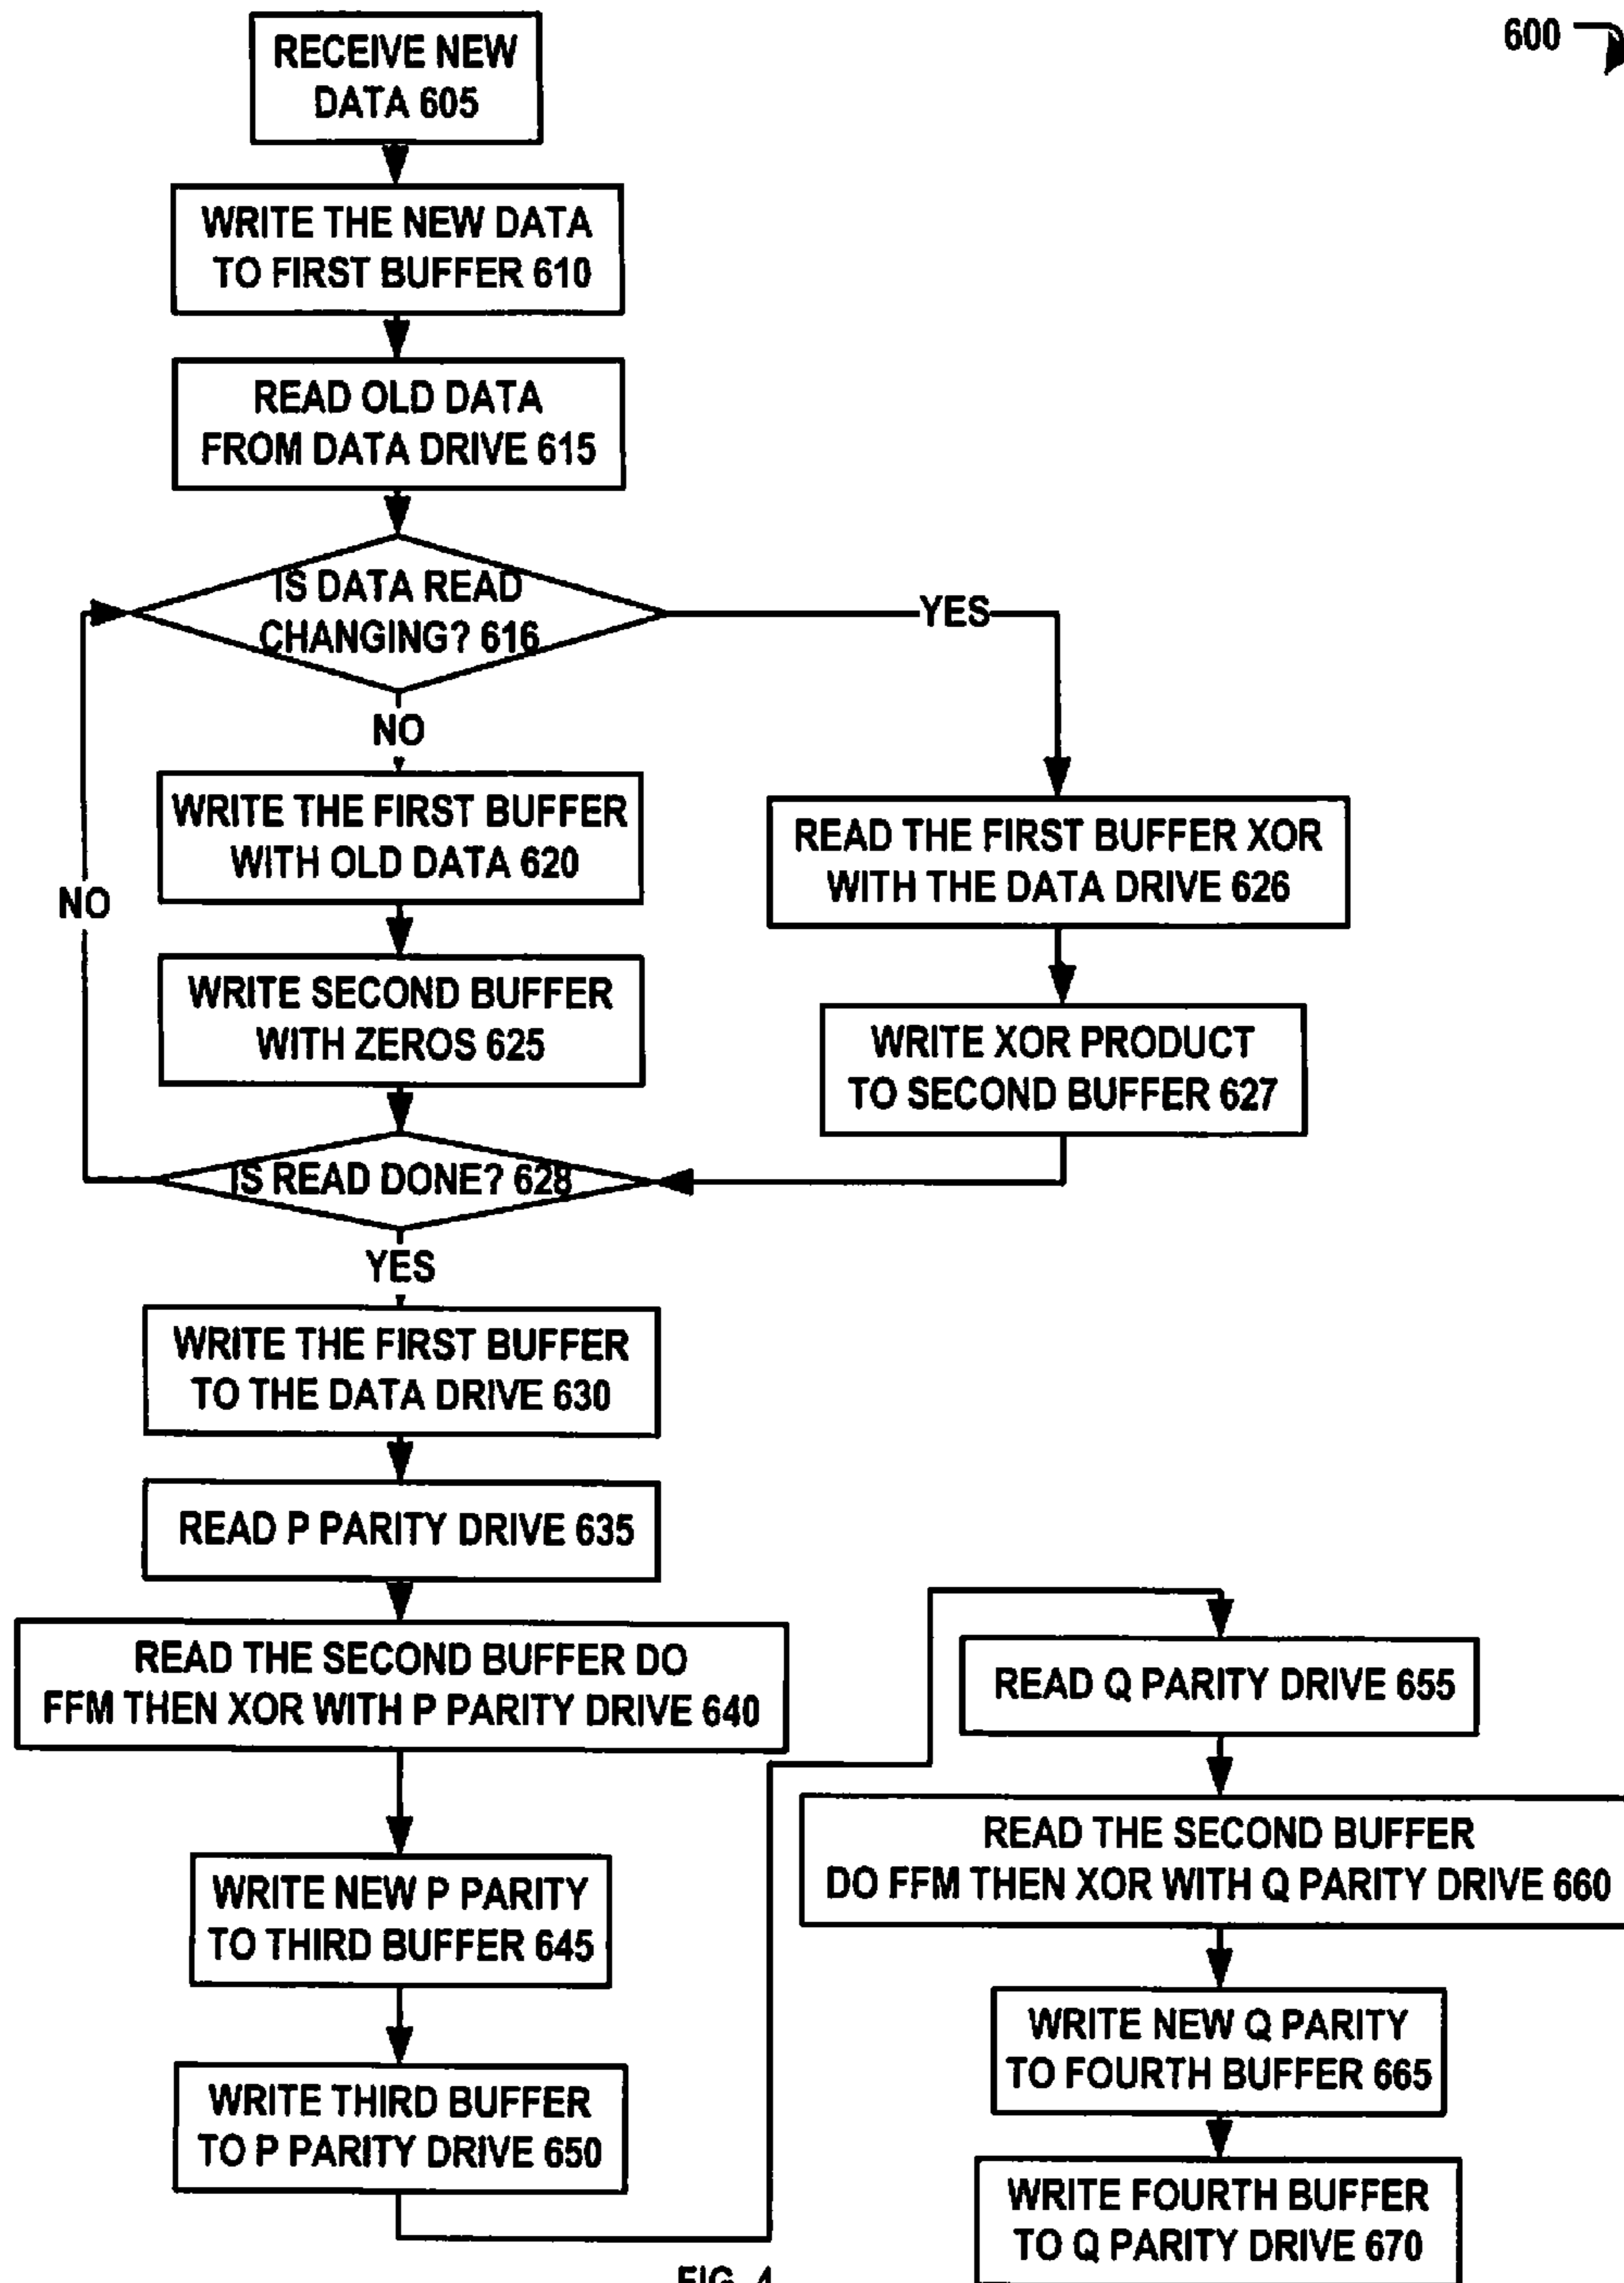 600
RECEIVE NEW
DATA 605
WRITE THE NEW DATA
TO FIRST BUFFER 610
READ OLD DATA
FROM DATA DRIVE 615
IS DATA READ
CHANGING? 616
YES
NO
WRITE THE FIRST BUFFER
WITH OLD DATA 620
READ THE FIRST BUFFER XOR
WITH THE DATA DRIVE 626
NO
WRITE SECOND BUFFER
WITH ZEROS 625
WRITE XOR PRODUCT
TO SECOND BUFFER 627
IS READ DONE? 628
YES
WRITE THE FIRST BUFFER
TO THE DATA DRIVE 630
READ P PARITY DRIVE 635
READ THE SECOND BUFFER DO
FFM THEN XOR WITH P PARITY DRIVE 640
WRITE NEW P PARITY
TO THIRD BUFFER 645
WRITE THIRD BUFFER
TO P PARITY DRIVE 650
READ Q PARITY DRIVE 655
READ THE SECOND BUFFER
DO FFM THEN XOR WITH Q PARITY DRIVE 660
WRITE NEW Q PARITY
TO FOURTH BUFFER 665
WRITE FOURTH BUFFER
TO Q PARITY DRIVE 670
FIG. 4